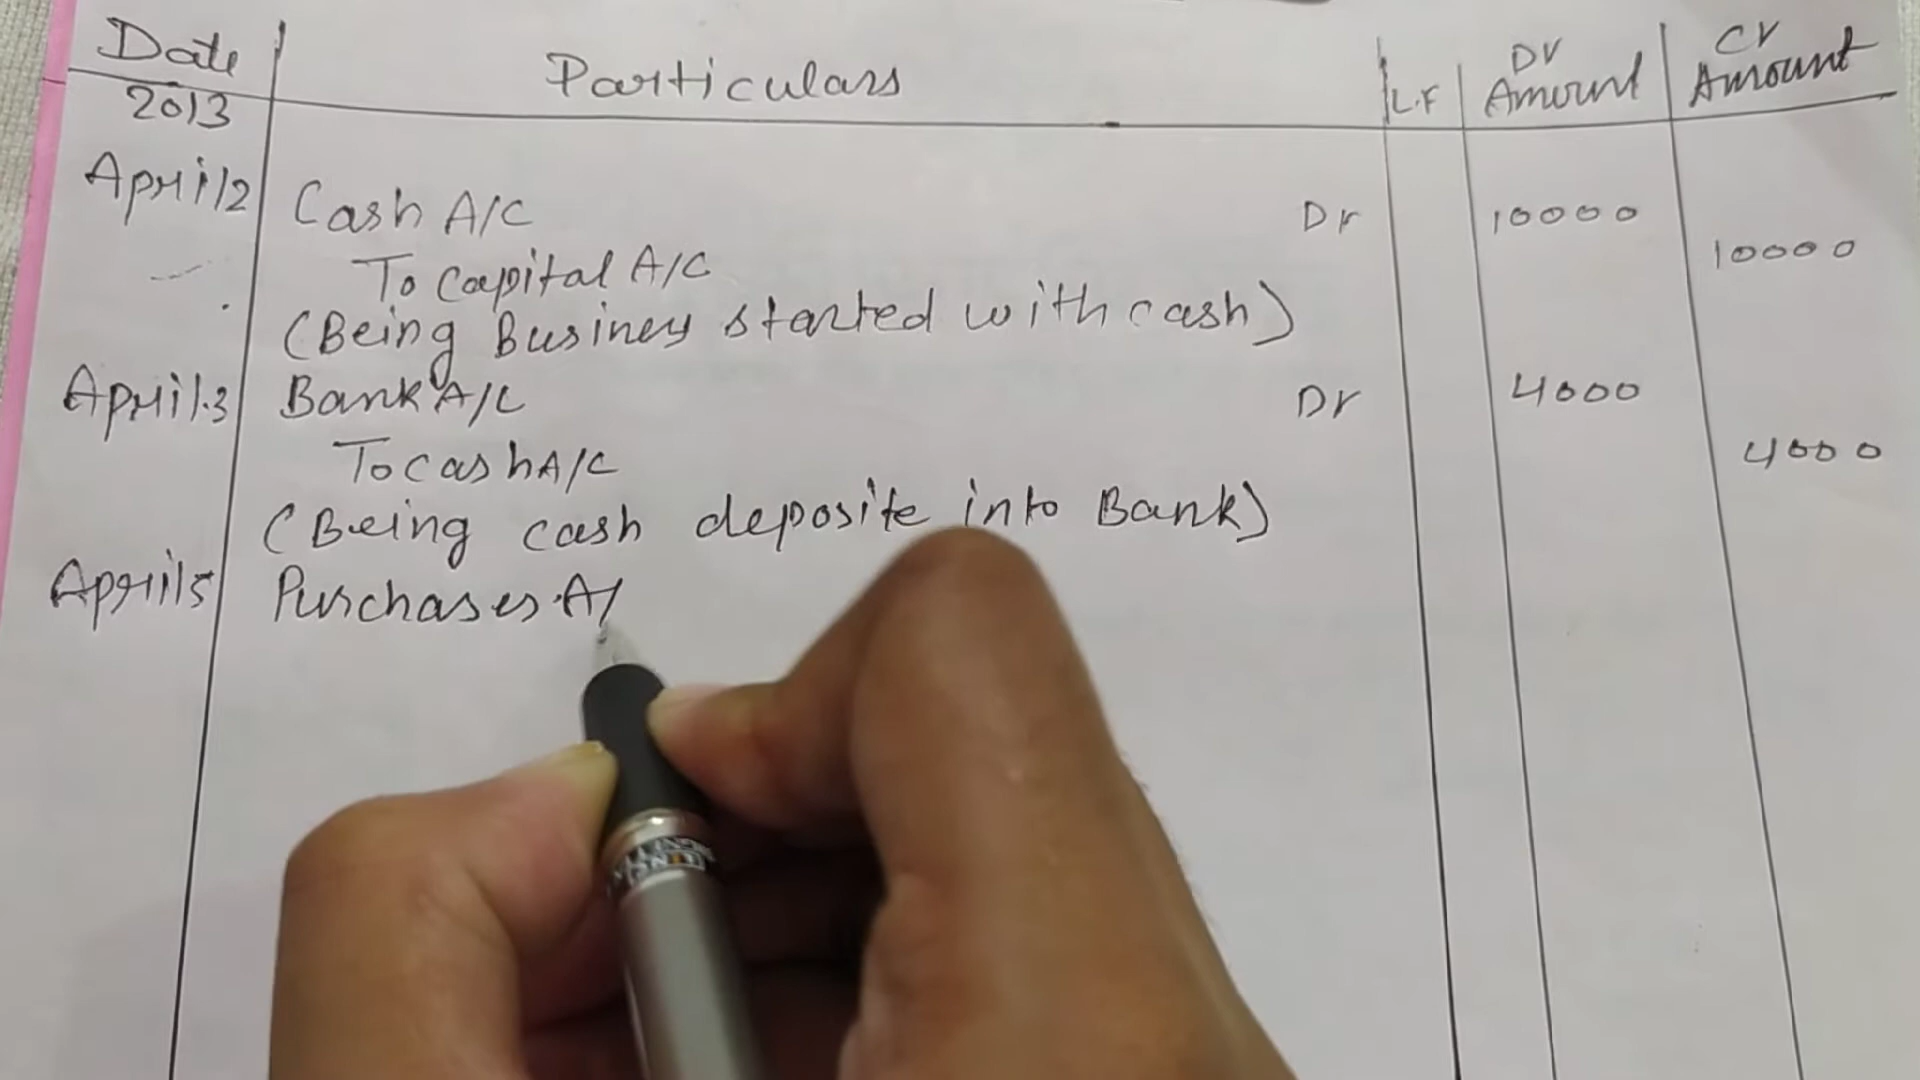 Date Particulars L.F Dr Amount Cr Amount
2013
April 2 Cash A/C Dr 10000
To Capital A/C 10000
(Being Business started with cash)
April.3 Bank A/C Dr 4000
To cash A/C 4000
(Being cash deposite into Bank)
April 5 Purchases A/